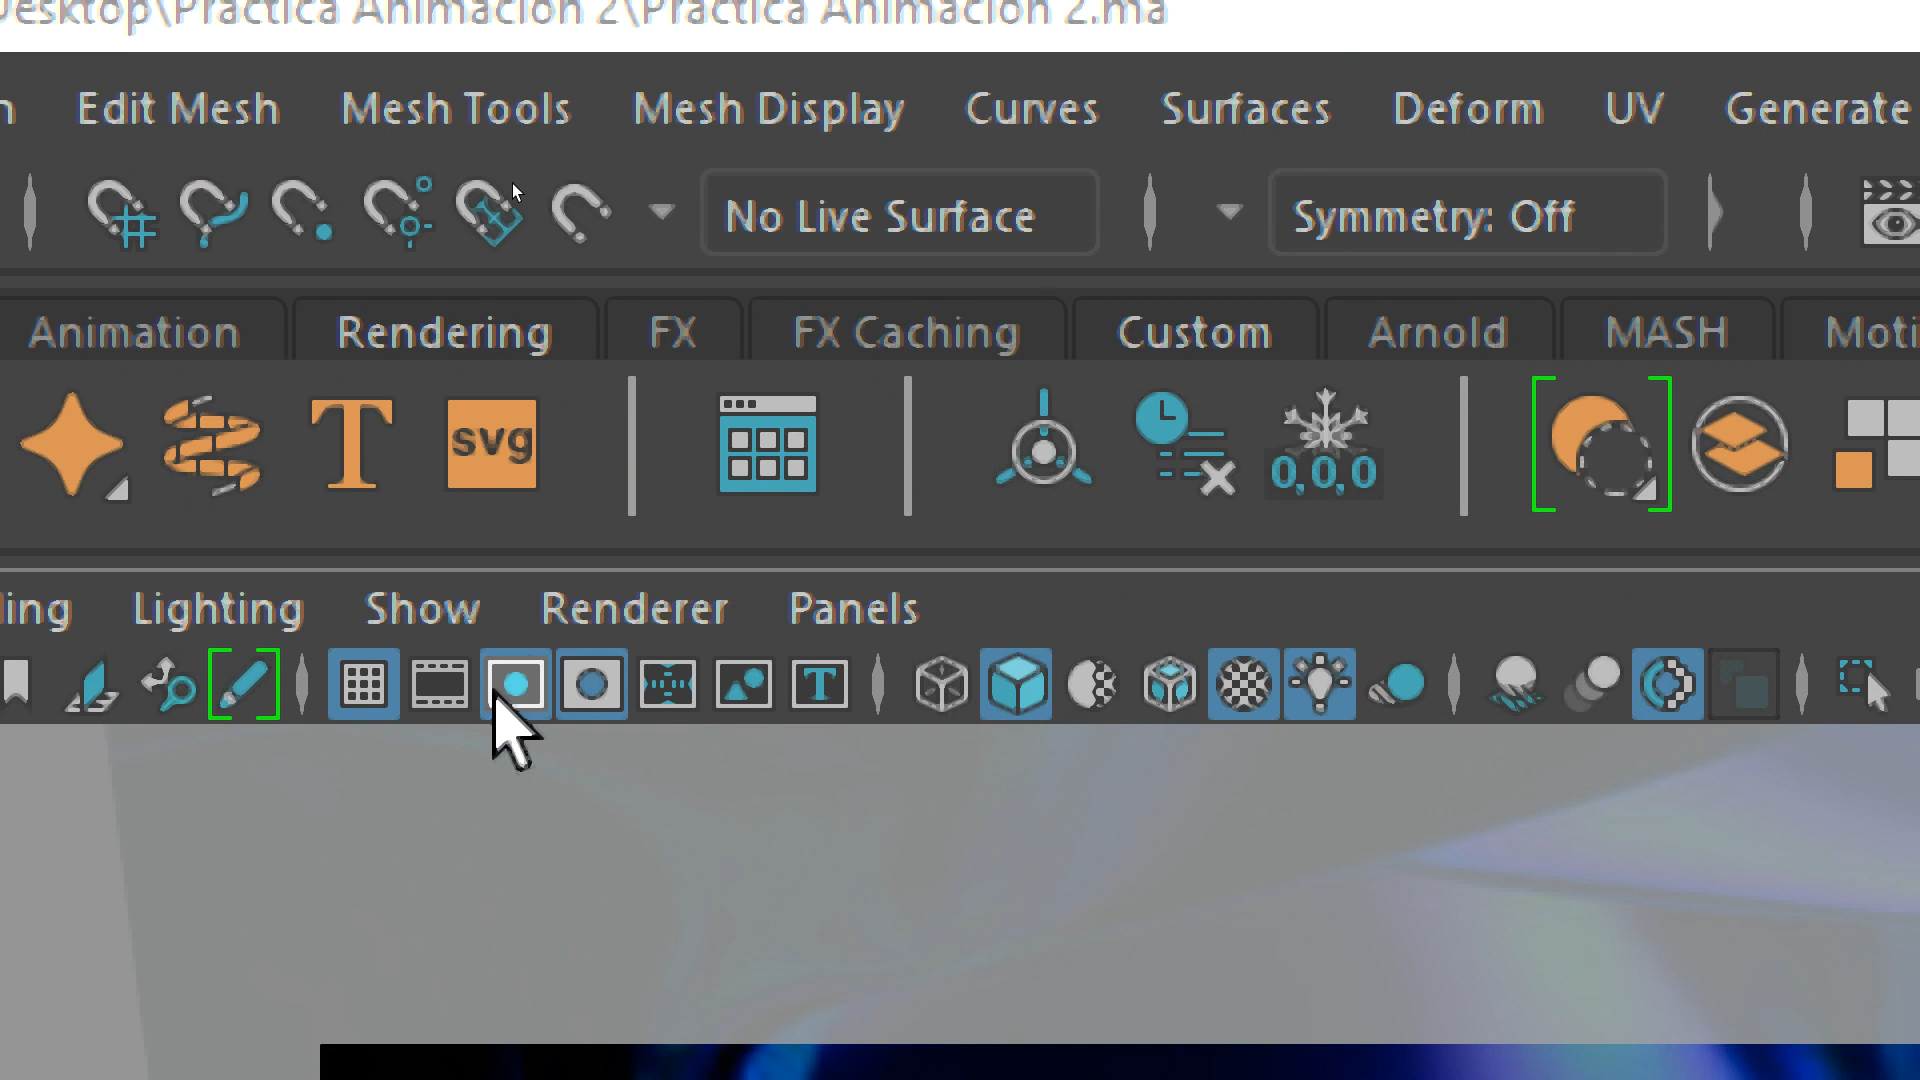 Desktop\Practica Animacion 2\Practica Animacion 2.ma
Edit Mesh Mesh Tools Mesh Display Curves Surfaces Deform UV Generate
No Live Surface Symmetry: Off
Animation Rendering FX FX Caching Custom Arnold MASH Moti
T svg 0,0,0
ling Lighting Show Renderer Panels
T